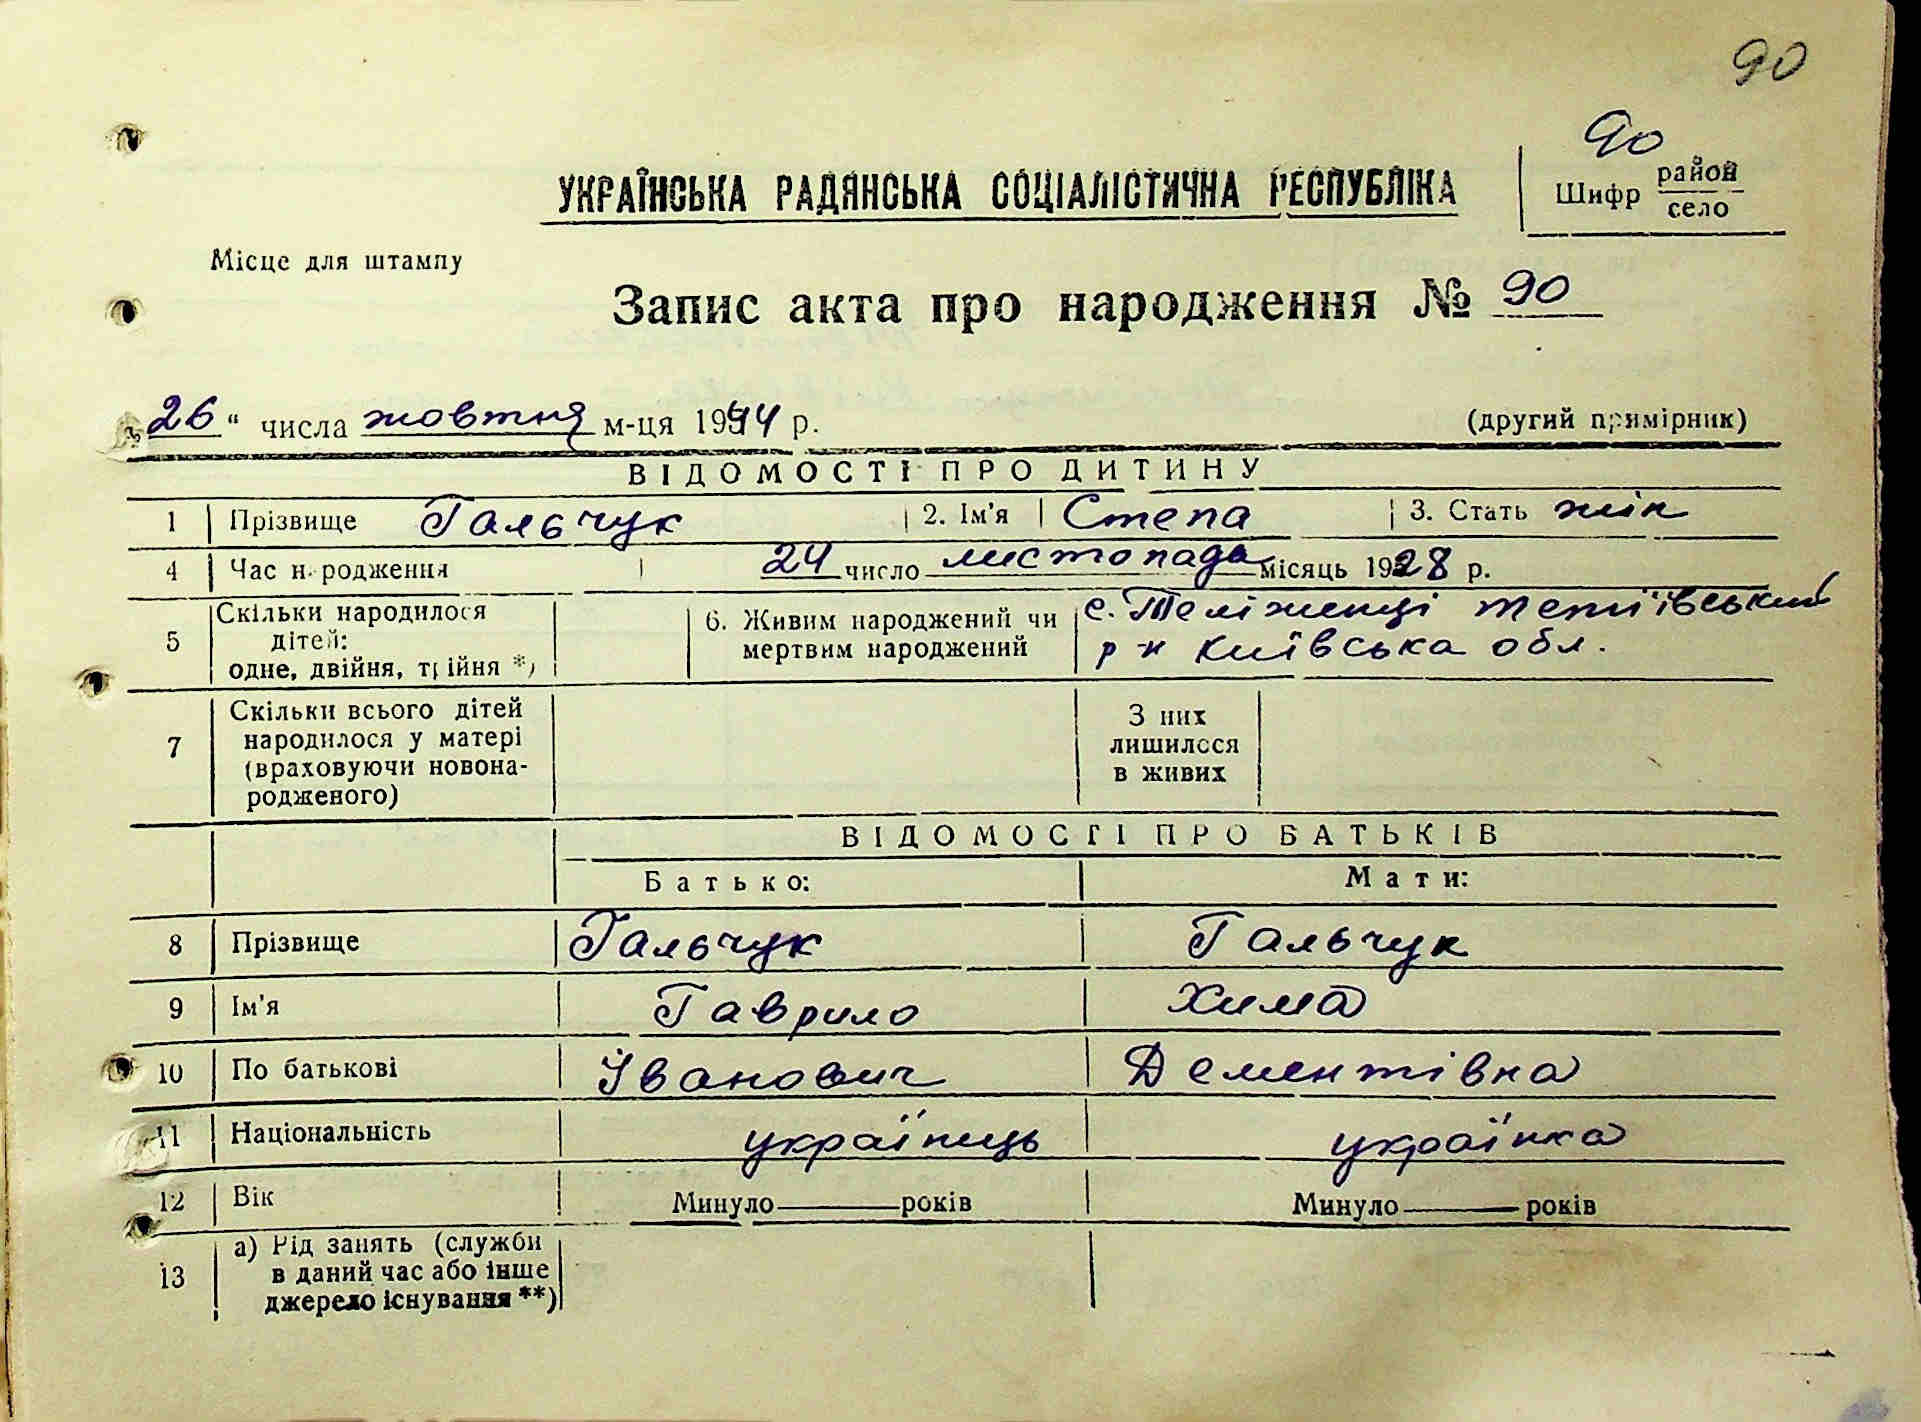 90
90
УКРАЇНСЬКА РАДЯНСЬКА СОЦІАЛІСТИЧНА РЕСПУБЛІКА
Шифр район
село
Місце для штампу
Запис акта про народження № 90
„26“ числа жовтня м-ця 1944 р.
(другий примірник)
ВІДОМОСТІ ПРО ДИТИНУ
1 Прізвище Гальчук 2. Ім'я Степа 3. Стать жін
4 Час народження 24 число листопада місяць 1928 р.
5 Скільки народилося дітей: одне, двійня, трійня *)
6. Живим народжений чи мертвим народжений
с. Теліженці тетіївський
р-н Київська обл.
7 Скільки всього дітей народилося у матері (враховуючи новона-
родженого)
З них лишилося в живих
ВІДОМОСТІ ПРО БАТЬКІВ
Батько: Мати:
8 Прізвище Гальчук Гальчук
9 Ім'я Гаврило Хима
10 По батькові Іванович Дементівна
11 Національність українець українка
12 Вік Минуло років Минуло років
13 а) Рід занять (служби
в даний час або інше
джерело існування **)